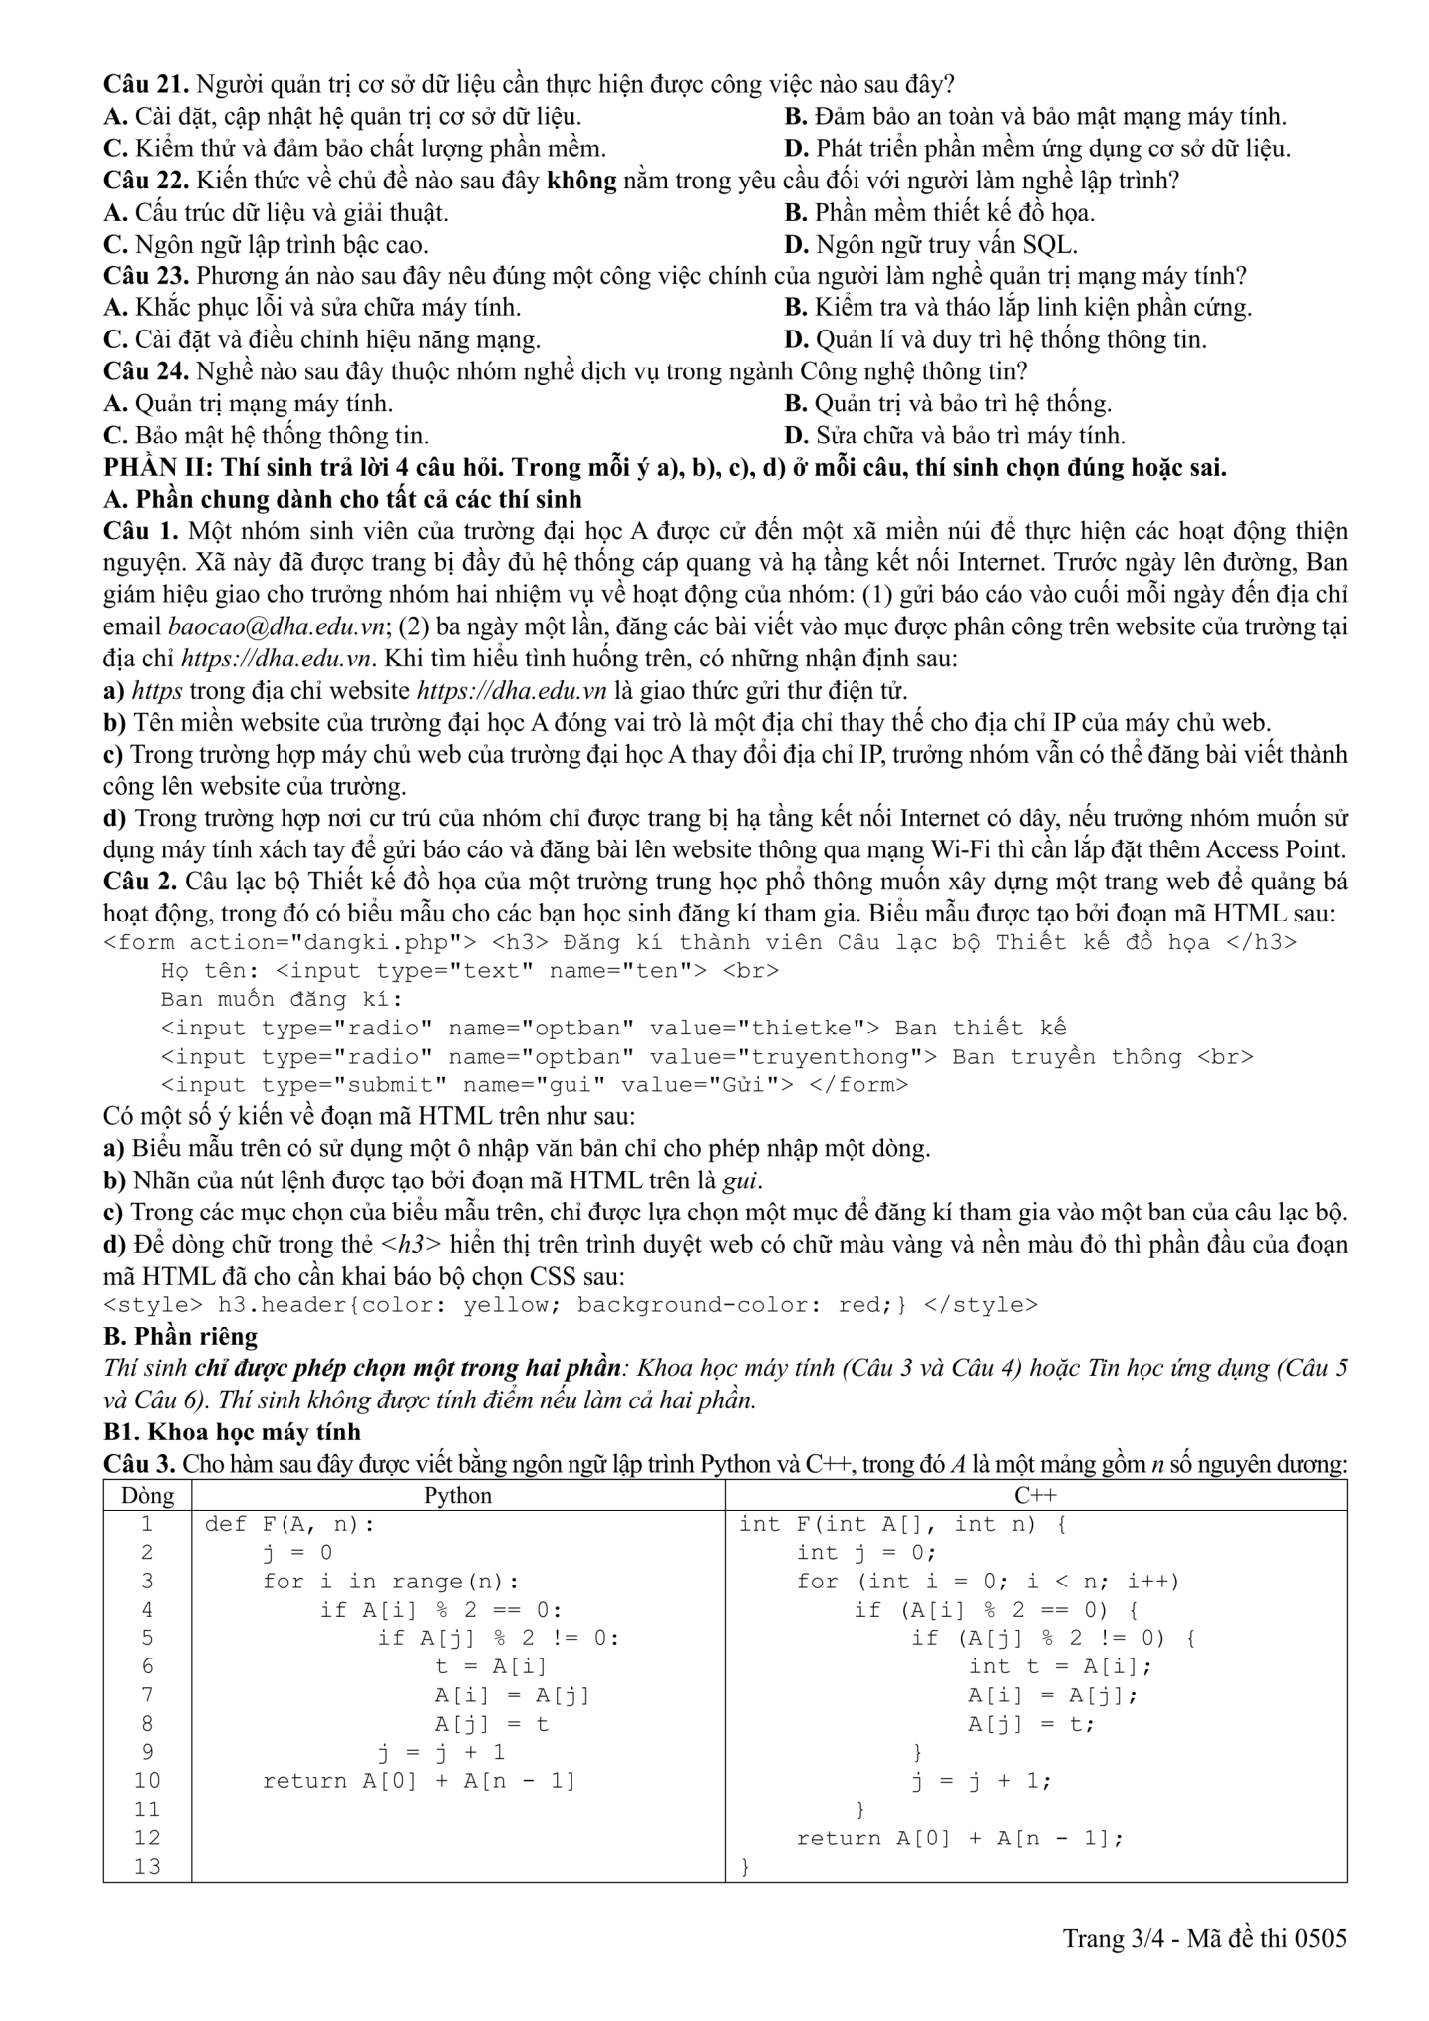 Câu 21. Người quản trị cơ sở dữ liệu cần thực hiện được công việc nào sau đây?
A. Cài đặt, cập nhật hệ quản trị cơ sở dữ liệu. B. Đảm bảo an toàn và bảo mật mạng máy tính.
C. Kiểm thử và đảm bảo chất lượng phần mềm. D. Phát triển phần mềm ứng dụng cơ sở dữ liệu.
Câu 22. Kiến thức về chủ đề nào sau đây không nằm trong yêu cầu đối với người làm nghề lập trình?
A. Cấu trúc dữ liệu và giải thuật. B. Phần mềm thiết kế đồ họa.
C. Ngôn ngữ lập trình bậc cao. D. Ngôn ngữ truy vấn SQL.
Câu 23. Phương án nào sau đây nêu đúng một công việc chính của người làm nghề quản trị mạng máy tính?
A. Khắc phục lỗi và sửa chữa máy tính. B. Kiểm tra và tháo lắp linh kiện phần cứng.
C. Cài đặt và điều chỉnh hiệu năng mạng. D. Quản lí và duy trì hệ thống thông tin.
Câu 24. Nghề nào sau đây thuộc nhóm nghề dịch vụ trong ngành Công nghệ thông tin?
A. Quản trị mạng máy tính. B. Quản trị và bảo trì hệ thống.
C. Bảo mật hệ thống thông tin. D. Sửa chữa và bảo trì máy tính.
PHẦN II: Thí sinh trả lời 4 câu hỏi. Trong mỗi ý a), b), c), d) ở mỗi câu, thí sinh chọn đúng hoặc sai.
A. Phần chung dành cho tất cả các thí sinh
Câu 1. Một nhóm sinh viên của trường đại học A được cử đến một xã miền núi để thực hiện các hoạt động thiện
nguyện. Xã này đã được trang bị đầy đủ hệ thống cáp quang và hạ tầng kết nối Internet. Trước ngày lên đường, Ban
giám hiệu giao cho trưởng nhóm hai nhiệm vụ về hoạt động của nhóm: (1) gửi báo cáo vào cuối mỗi ngày đến địa chỉ
email baocao@dha.edu.vn; (2) ba ngày một lần, đăng các bài viết vào mục được phân công trên website của trường tại
địa chỉ https://dha.edu.vn. Khi tìm hiểu tình huống trên, có những nhận định sau:
a) https trong địa chỉ website https://dha.edu.vn là giao thức gửi thư điện tử.
b) Tên miền website của trường đại học A đóng vai trò là một địa chỉ thay thế cho địa chỉ IP của máy chủ web.
c) Trong trường hợp máy chủ web của trường đại học A thay đổi địa chỉ IP, trưởng nhóm vẫn có thể đăng bài viết thành
công lên website của trường.
d) Trong trường hợp nơi cư trú của nhóm chỉ được trang bị hạ tầng kết nối Internet có dây, nếu trưởng nhóm muốn sử
dụng máy tính xách tay để gửi báo cáo và đăng bài lên website thông qua mạng Wi-Fi thì cần lắp đặt thêm Access Point.
Câu 2. Câu lạc bộ Thiết kế đồ họa của một trường trung học phổ thông muốn xây dựng một trang web để quảng bá
hoạt động, trong đó có biểu mẫu cho các bạn học sinh đăng kí tham gia. Biểu mẫu được tạo bởi đoạn mã HTML sau:
<form action="dangki.php"> <h3> Đăng kí thành viên Câu lạc bộ Thiết kế đồ họa </h3>
Họ tên: <input type="text" name="ten"> <br>
Ban muốn đăng kí:
<input type="radio" name="optban" value="thietke"> Ban thiết kế
<input type="radio" name="optban" value="truyenthong"> Ban truyền thông <br>
<input type="submit" name="gui" value="Gửi"> </form>
Có một số ý kiến về đoạn mã HTML trên như sau:
a) Biểu mẫu trên có sử dụng một ô nhập văn bản chỉ cho phép nhập một dòng.
b) Nhãn của nút lệnh được tạo bởi đoạn mã HTML trên là gui.
c) Trong các mục chọn của biểu mẫu trên, chỉ được lựa chọn một mục để đăng kí tham gia vào một ban của câu lạc bộ.
d) Để dòng chữ trong thẻ <h3> hiển thị trên trình duyệt web có chữ màu vàng và nền màu đỏ thì phần đầu của đoạn
mã HTML đã cho cần khai báo bộ chọn CSS sau:
<style> h3.header{color: yellow; background-color: red;} </style>
B. Phần riêng
Thí sinh chỉ được phép chọn một trong hai phần: Khoa học máy tính (Câu 3 và Câu 4) hoặc Tin học ứng dụng (Câu 5
và Câu 6). Thí sinh không được tính điểm nếu làm cả hai phần.
B1. Khoa học máy tính
Câu 3. Cho hàm sau đây được viết bằng ngôn ngữ lập trình Python và C++, trong đó A là một mảng gồm n số nguyên dương:
Dòng Python C++
1 def F(A, n): int F(int A[], int n) {
2 j = 0 int j = 0;
3 for i in range(n): for (int i = 0; i < n; i++)
4 if A[i] % 2 == 0: if (A[i] % 2 == 0) {
5 if A[j] % 2 != 0: if (A[j] % 2 != 0) {
6 t = A[i] int t = A[i];
7 A[i] = A[j] A[i] = A[j];
8 A[j] = t A[j] = t;
9 j = j + 1 }
10 return A[0] + A[n - 1] j = j + 1;
11 }
12 return A[0] + A[n - 1];
13 }
Trang 3/4 - Mã đề thi 0505